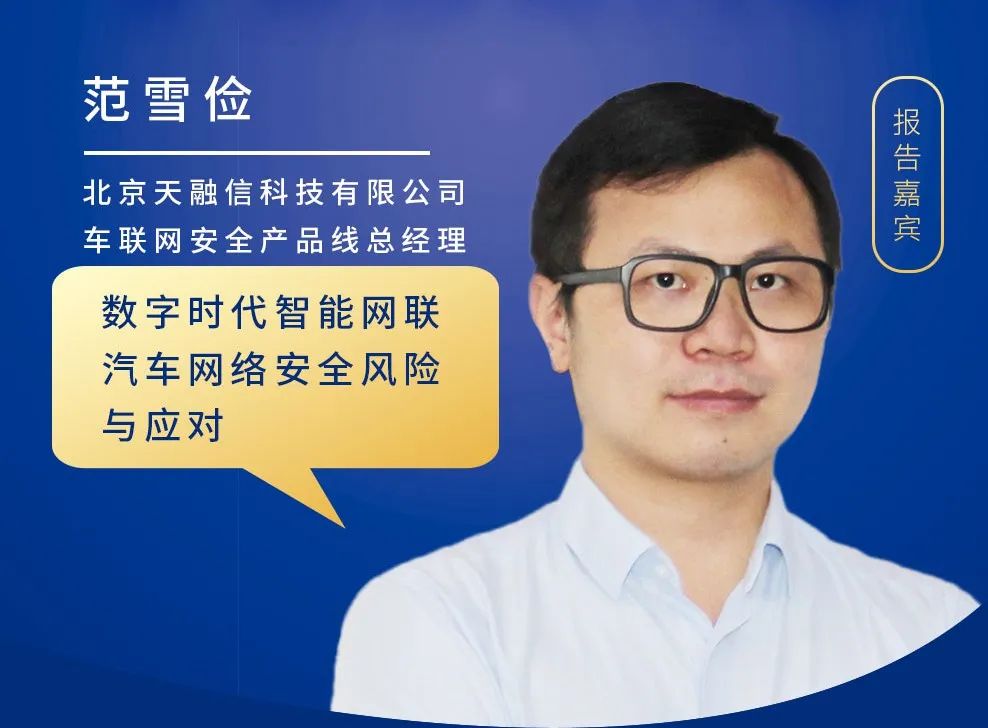 范雪俭
北京天融信科技有限公司
车联网安全产品线总经理
数字时代智能网联
汽车网络安全风险
与应对
报告嘉宾